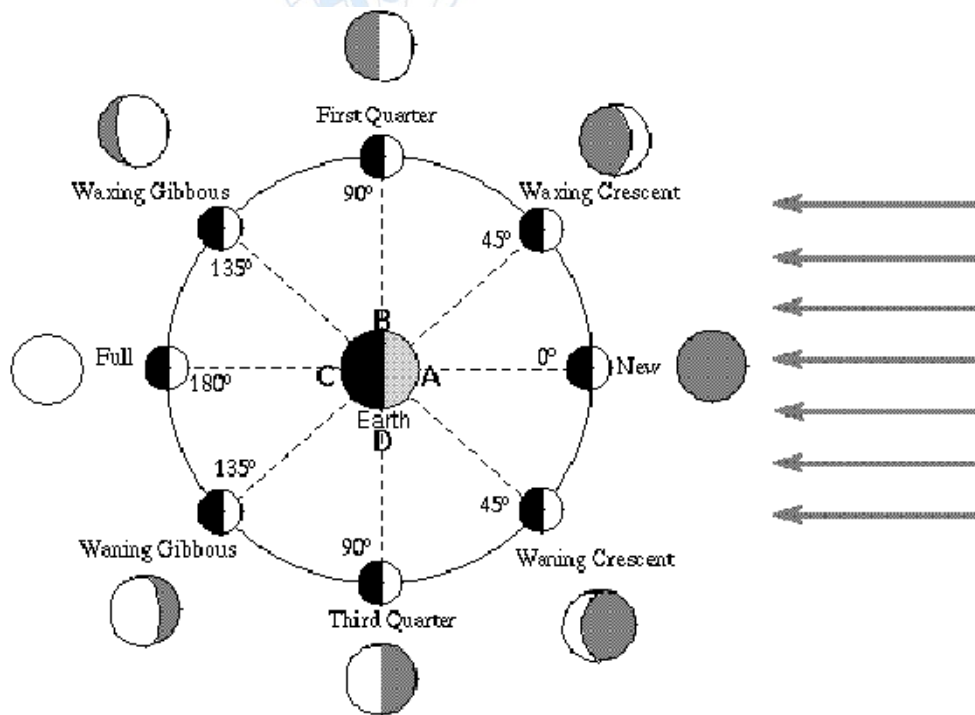 First Quarter
90º
Waxing Gibbous
Waxing Crescent
135º
45º
B
Full
180º
C
A
0º
New
Earth
D
135º
45º
Waning Gibbous
90º
Waning Crescent
Third Quarter